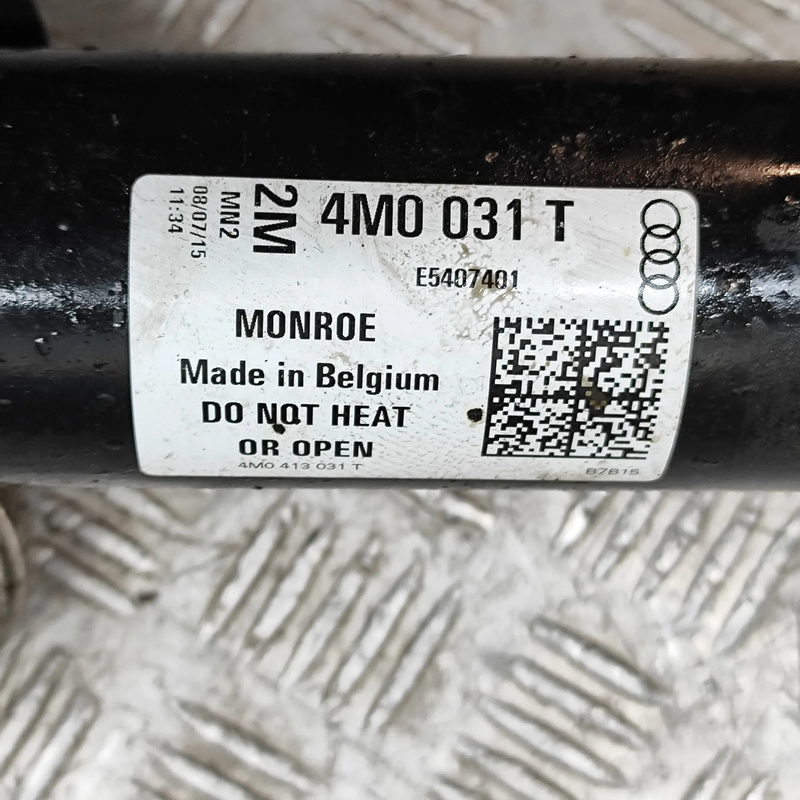 2M
MN2
08/07/15
11:34
4M0 031 T
E5407401
MONROE
Made in Belgium
DO NOT HEAT
OR OPEN
4M0 413 031 T
B7B15